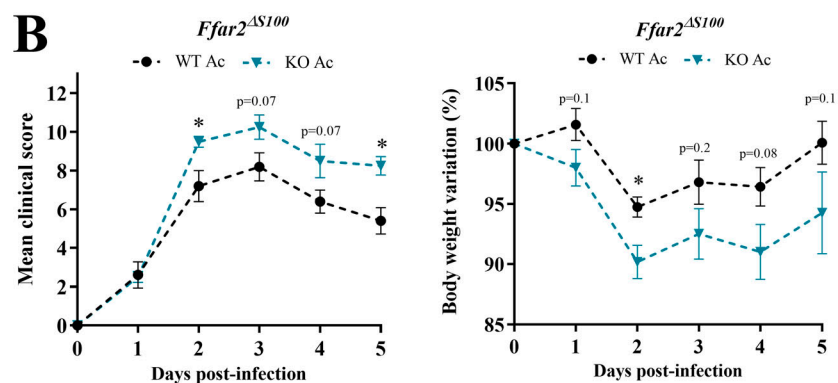 B
Ffar2ΔS100
WT Ac KO Ac
Mean clinical score
12
10
8
6
4
2
0
* p=0.07 p=0.07 *
0 1 2 3 4 5
Days post-infection
Ffar2ΔS100
WT Ac KO Ac
Body weight variation (%)
105
100
95
90
85
p=0.1 * p=0.2 p=0.08 p=0.1
0 1 2 3 4 5
Days post-infection